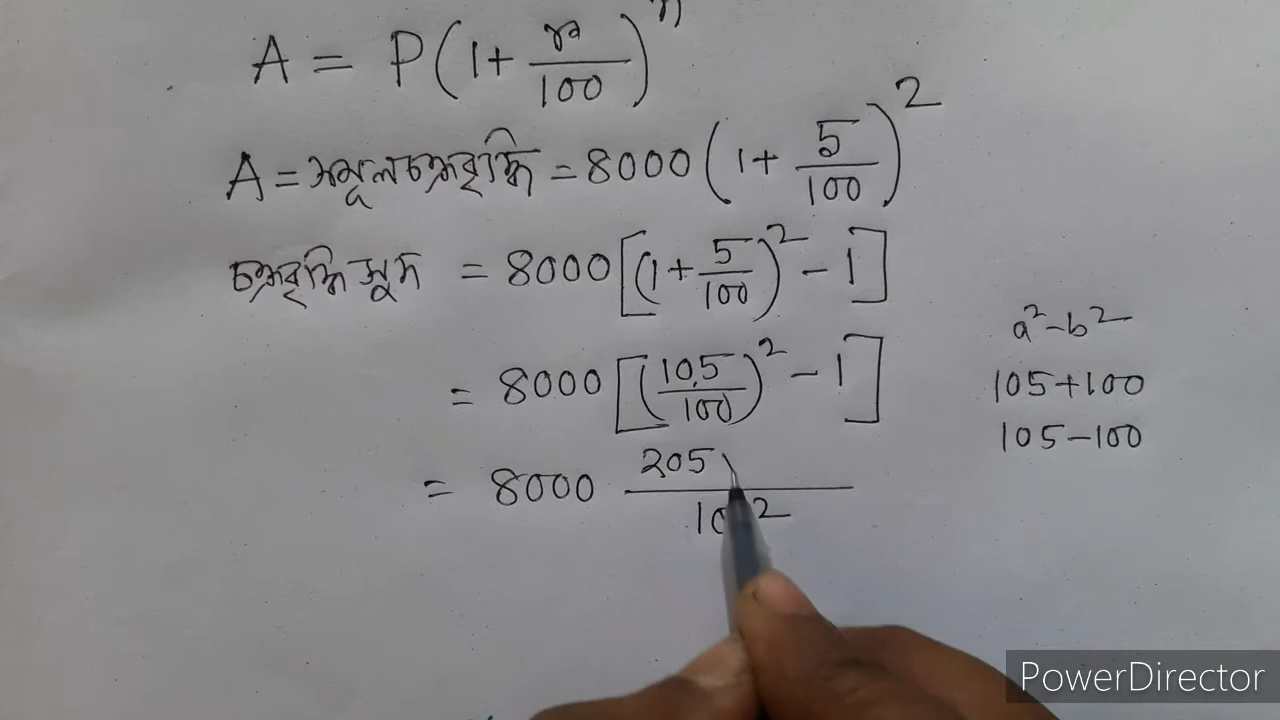 A = P(1+ r/100)^n
A = সমূলচক্রবৃদ্ধি = 8000 (1+ 5/100)^2
চক্রবৃদ্ধি সুদ = 8000 [(1+ 5/100)^2 - 1]
= 8000 [(105/100)^2 - 1]
a^2 - b^2
105+100
105-100
= 8000 205 /
PowerDirector